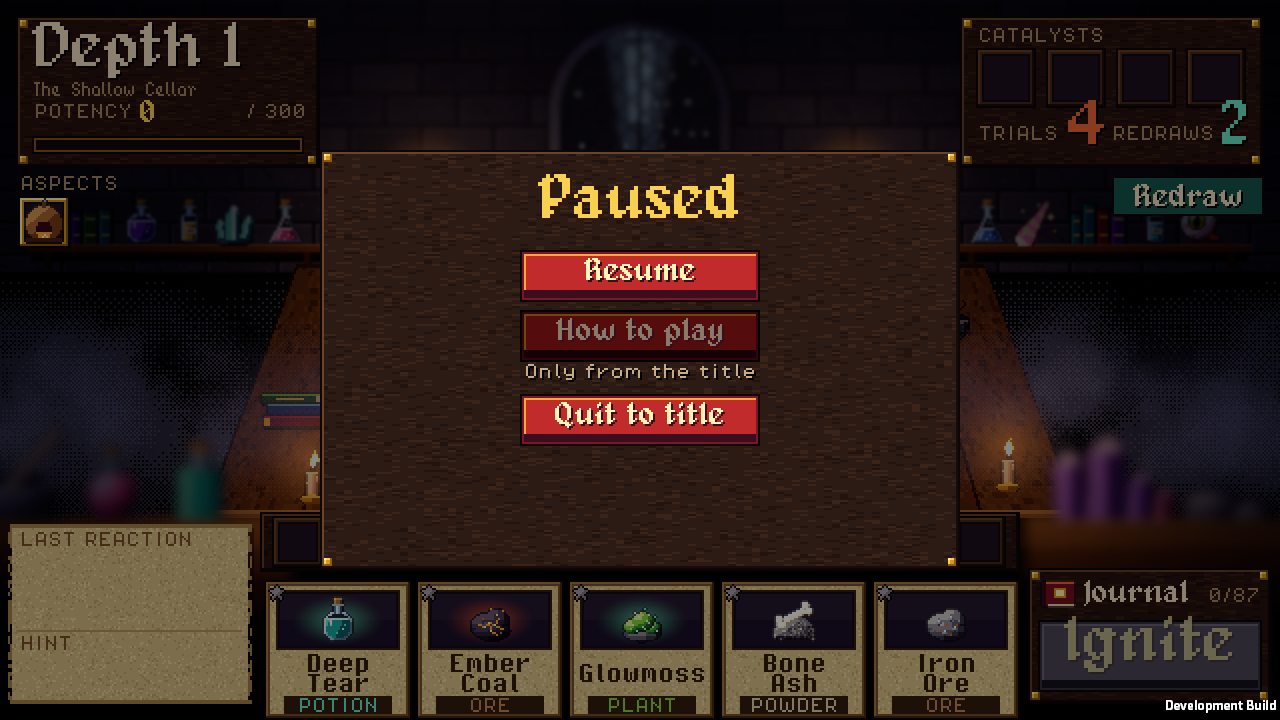 Depth 1
The Shallow Cellar
POTENCY 0 / 300
ASPECTS
CATALYSTS
TRIALS 4 REDRAWS 2
Redraw
Paused
Resume
How to play
Only from the title
Quit to title
LAST REACTION
HINT
Deep
Tear
POTION
Ember
Coal
ORE
Glowmoss
PLANT
Bone
Ash
POWDER
Iron
Ore
ORE
Journal 0/87
Ignite
Development Build